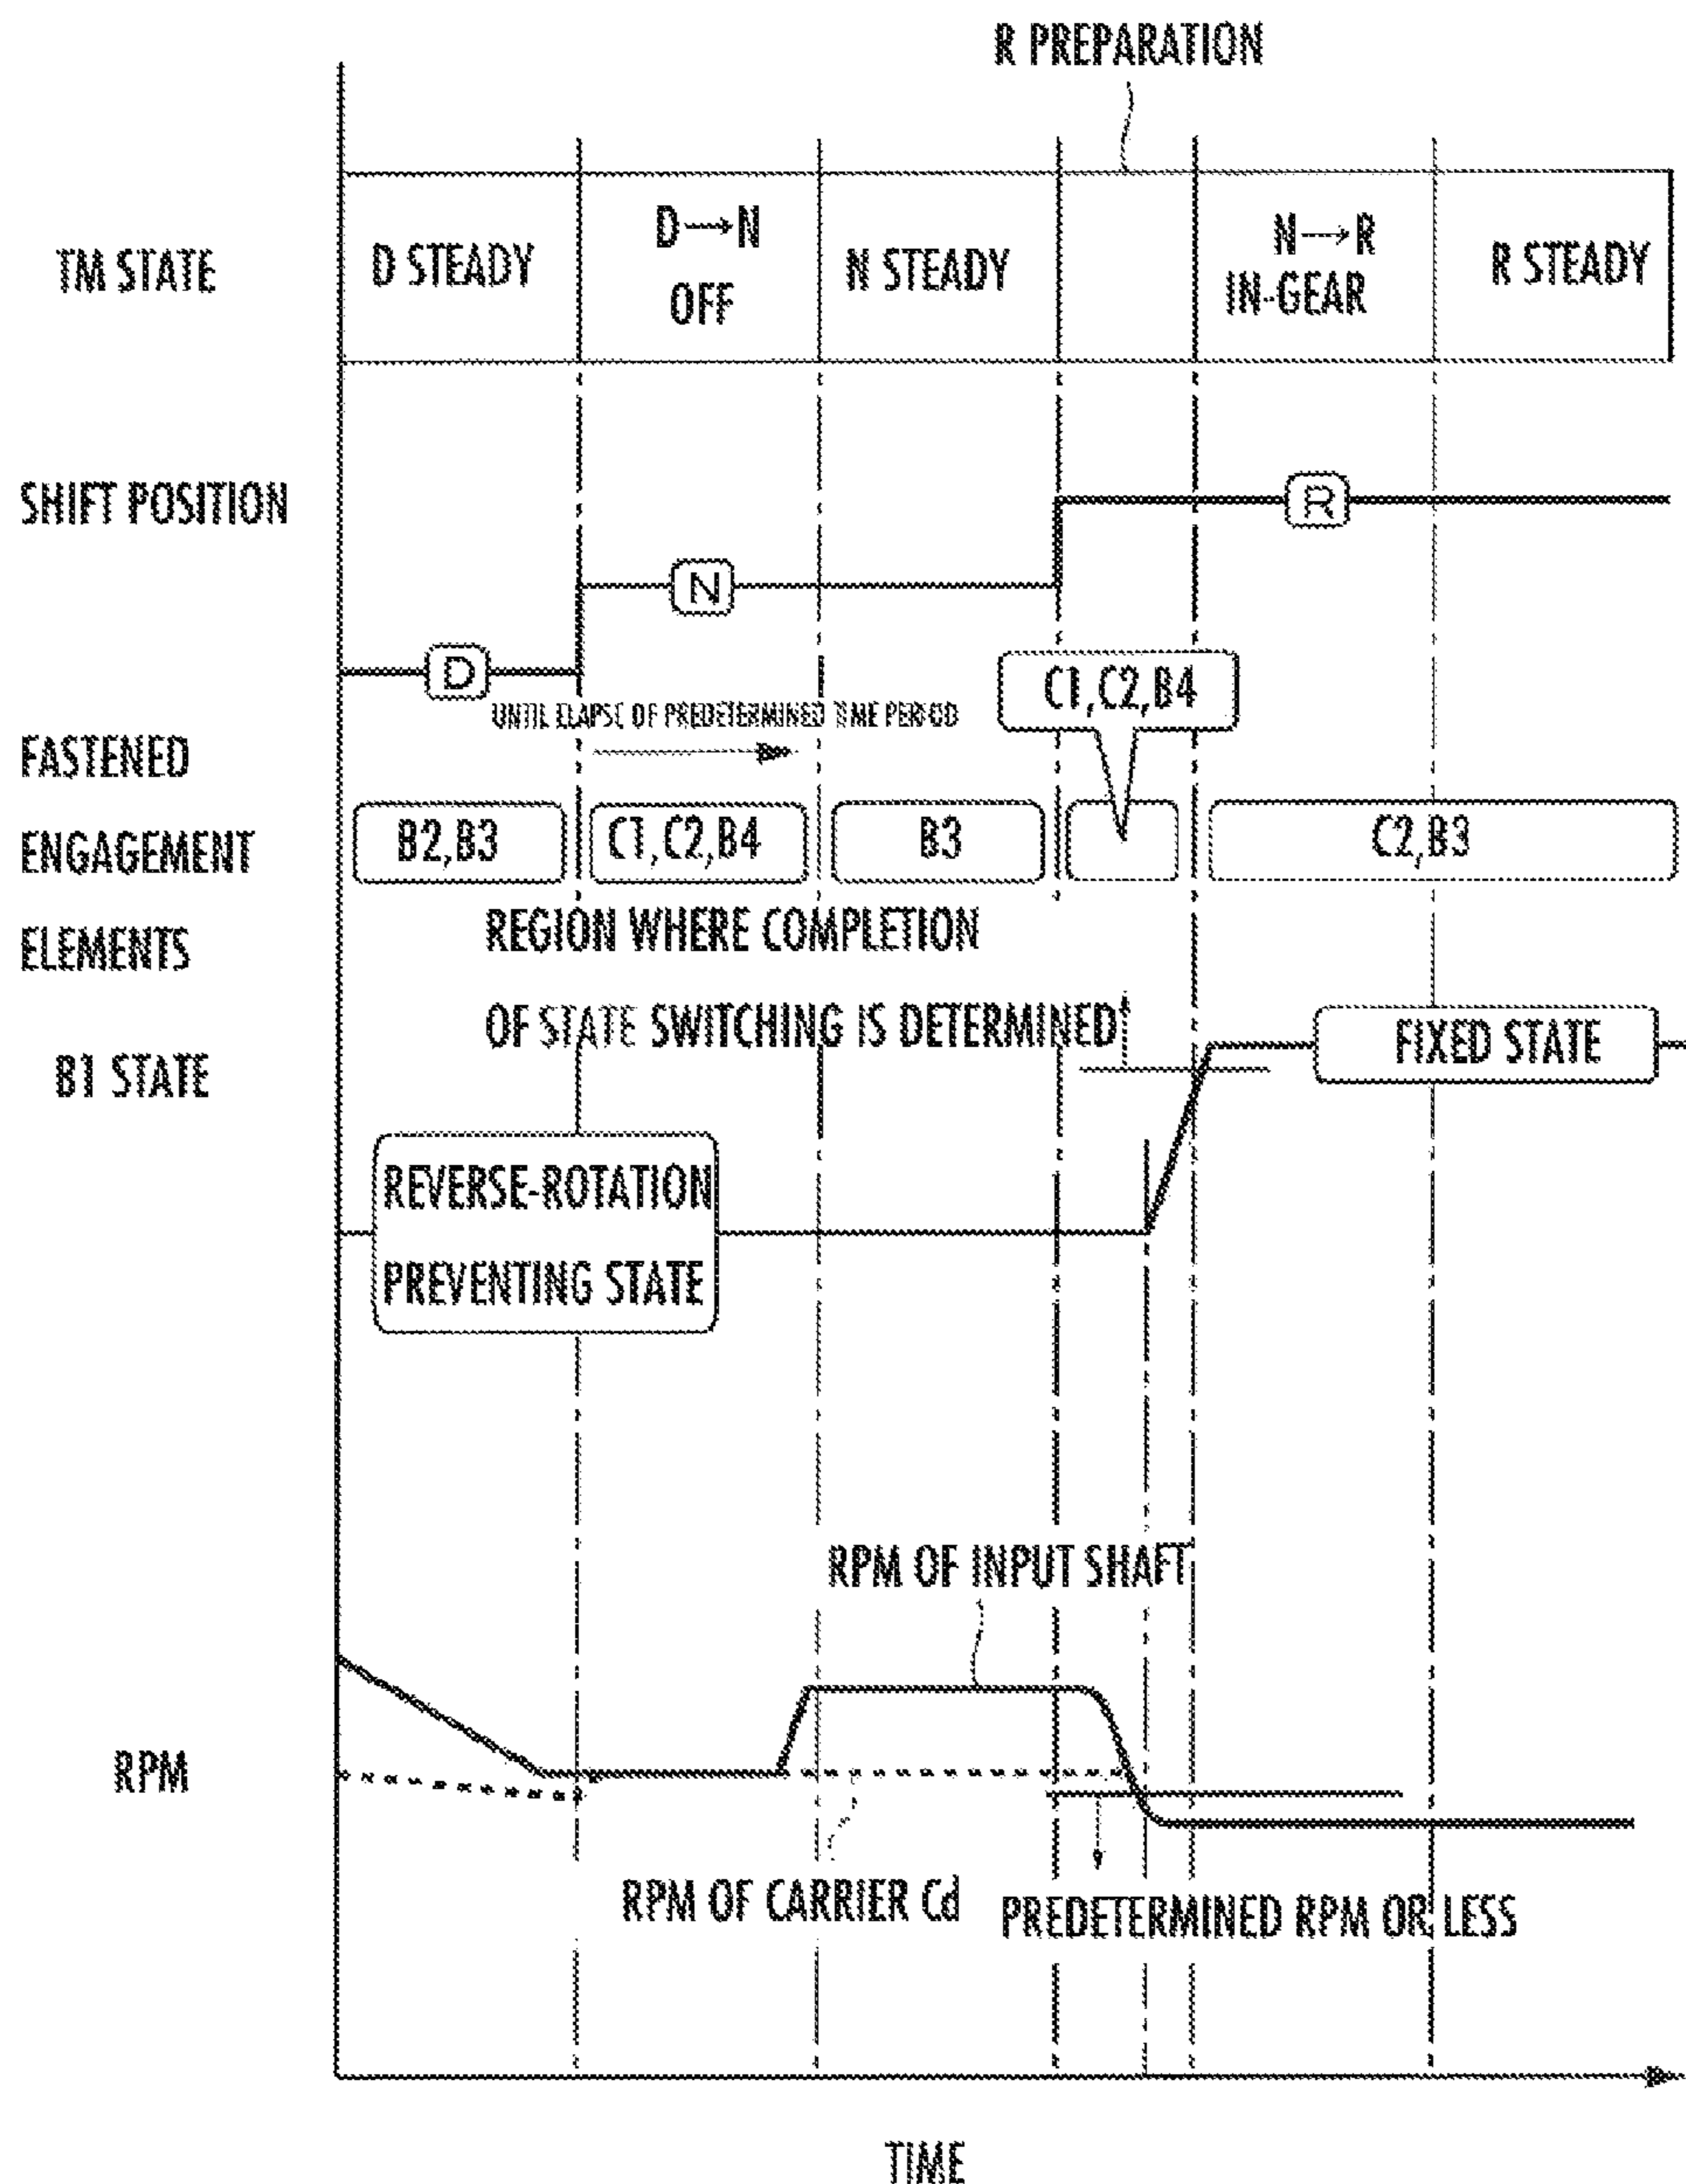 R PREPARATION
TM STATE
D STEADY
D→N
OFF
N STEADY
N→R
IN-GEAR
R STEADY
SHIFT POSITION
R
N
D
C1,C2,B4
UNTIL ELAPSE OF PREDETERMINED TIME PERIOD
FASTENED
ENGAGEMENT
ELEMENTS
B2,B3
C1,C2,B4
B3
C2,B3
REGION WHERE COMPLETION
OF STATE SWITCHING IS DETERMINED
B1 STATE
FIXED STATE
REVERSE-ROTATION
PREVENTING STATE
RPM OF INPUT SHAFT
RPM
RPM OF CARRIER Cd
PREDETERMINED RPM OR LESS
TIME